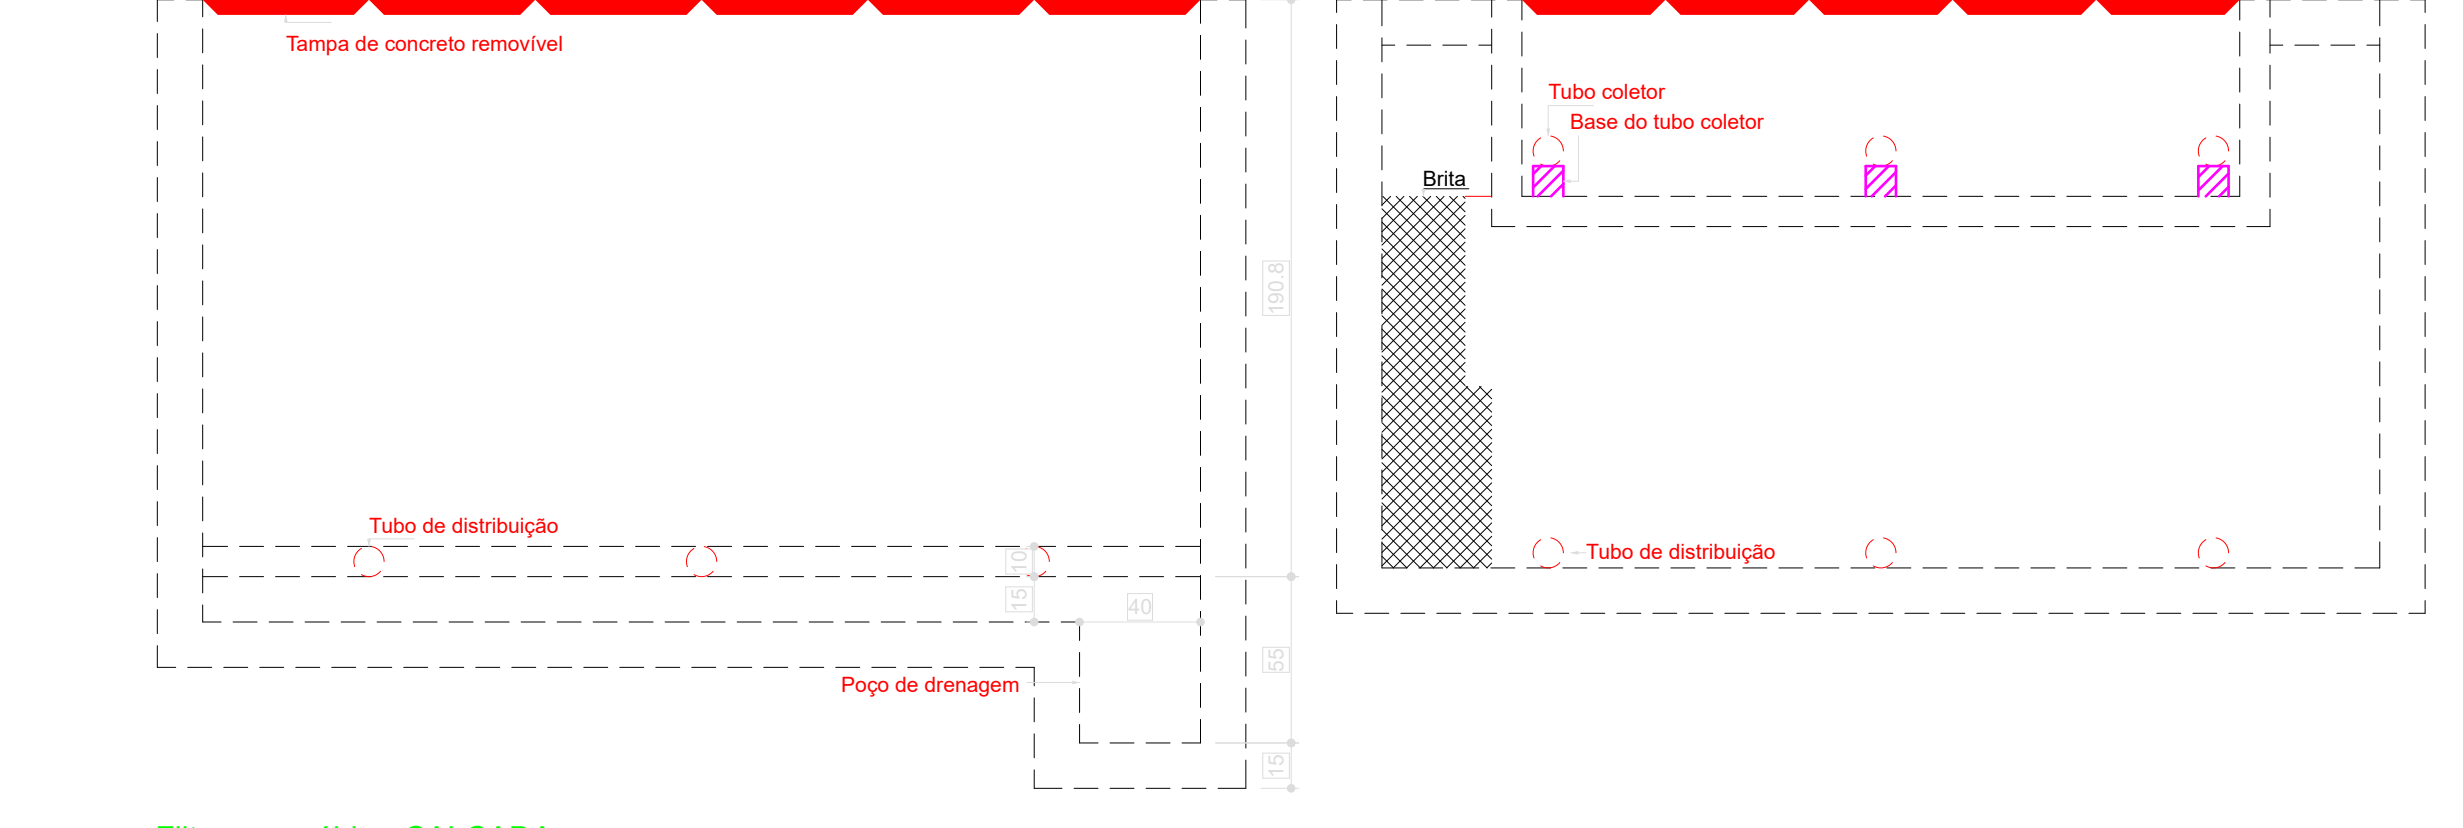 Tampa de concreto removível
Tubo coletor
Base do tubo coletor
Brita
190.8
Tubo de distribuição
10
15
40
Tubo de distribuição
55
Poço de drenagem
15